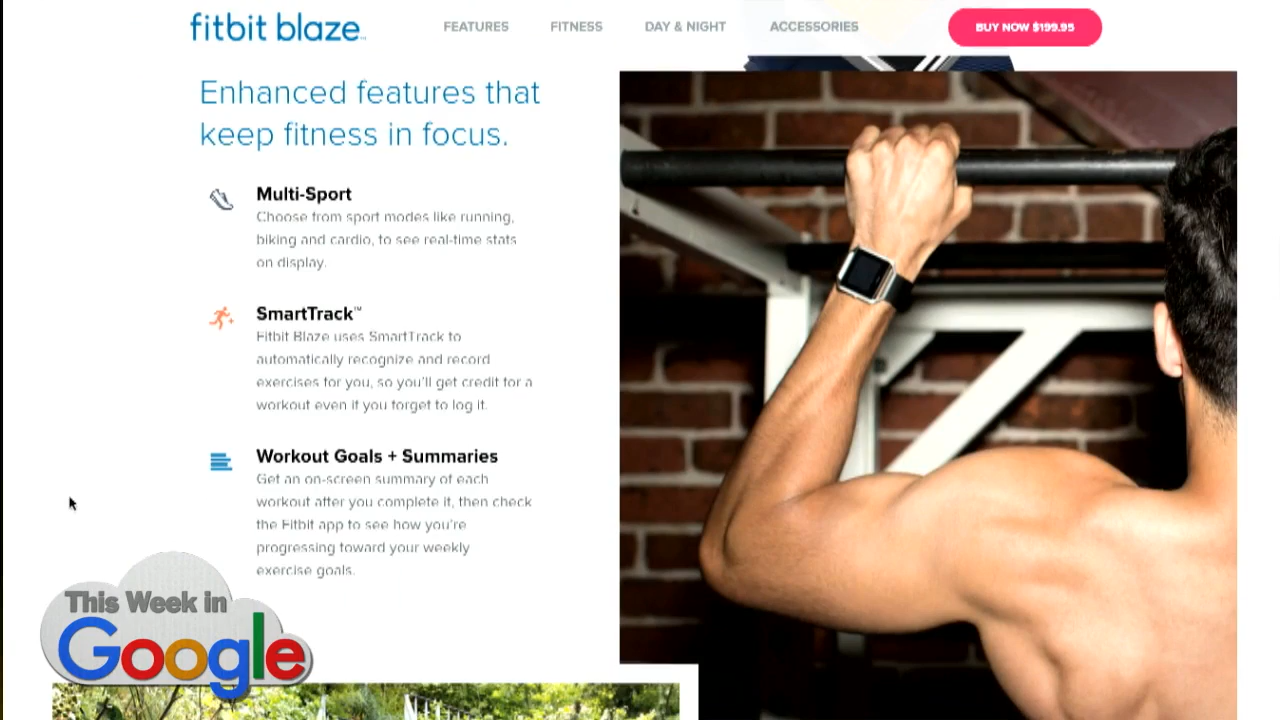 fitbit blaze
FEATURES FITNESS DAY & NIGHT ACCESSORIES BUY NOW $199.95
Enhanced features that
keep fitness in focus.
Multi-Sport
Choose from sport modes like running,
biking and cardio, to see real-time stats
on display.
SmartTrack™
Fitbit Blaze uses SmartTrack to
automatically recognize and record
exercises for you, so you'll get credit for a
workout even if you forget to log it.
Workout Goals + Summaries
Get an on-screen summary of each
workout after you complete it, then check
the Fitbit app to see how you're
progressing toward your weekly
exercise goals.
This Week in
Google